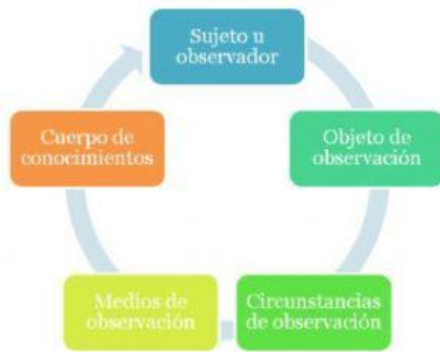 Sujeto u
observador
Objeto de
observación
Circunstancias
de observación
Medios de
observación
Cuerpo de
conocimientos